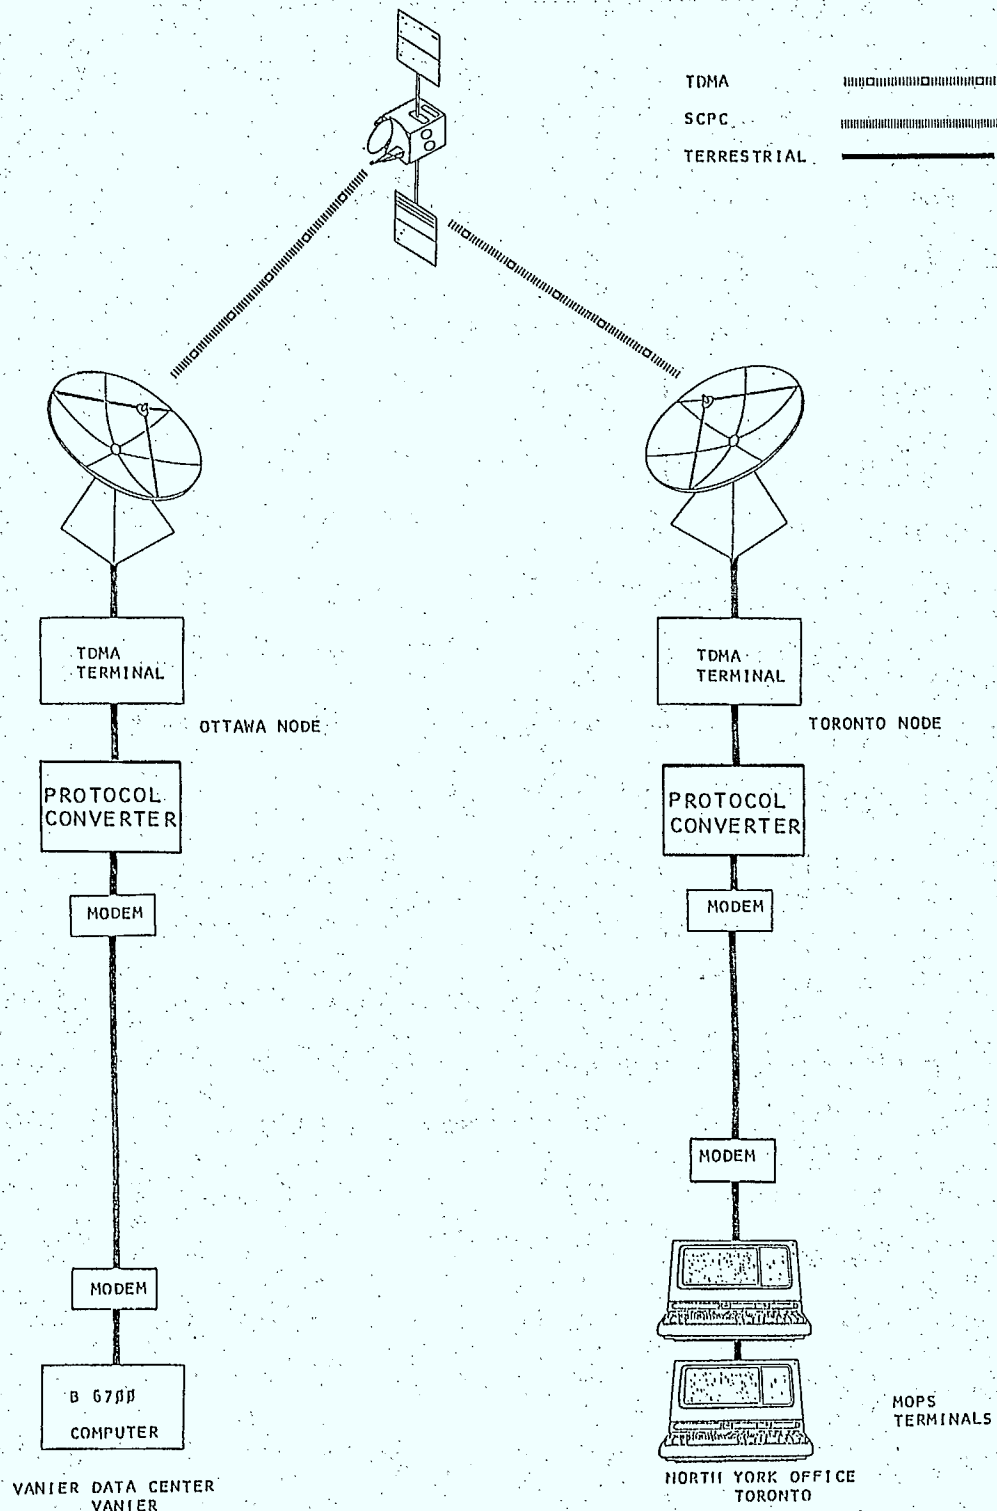 TDMA
SCPC
TERRESTRIAL
TDMA
TERMINAL
TDMA
TERMINAL
OTTAWA NODE
TORONTO NODE
PROTOCOL
CONVERTER
PROTOCOL
CONVERTER
MODEM
MODEM
MODEM
MODEM
B 67ØØ
COMPUTER
MOPS
TERMINALS
VANIER DATA CENTER
VANIER
NORTH YORK OFFICE
TORONTO